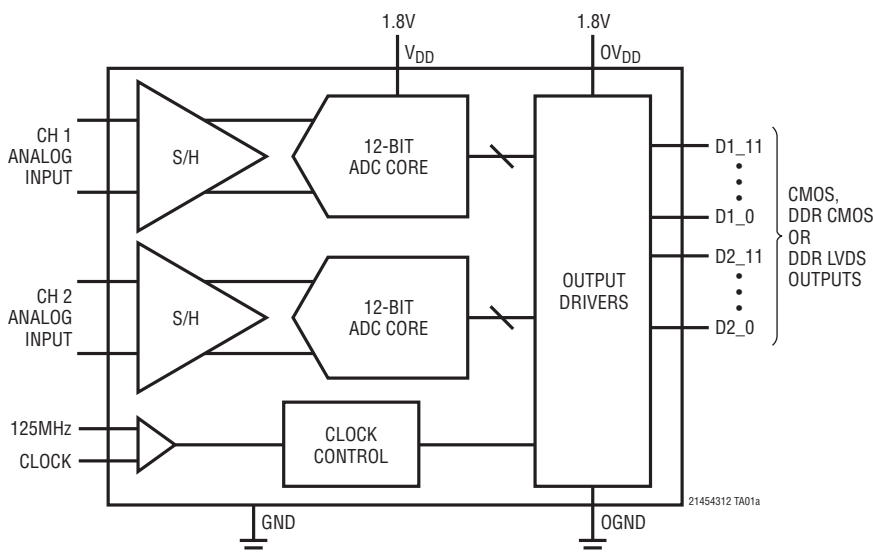 1.8V
1.8V
VDD
OVDD
CH 1
ANALOG
INPUT
S/H
12-BIT
ADC CORE
D1_11
D1_0
CH 2
ANALOG
INPUT
S/H
12-BIT
ADC CORE
OUTPUT
DRIVERS
D2_11
D2_0
CMOS,
DDR CMOS
OR
DDR LVDS
OUTPUTS
125MHz
CLOCK
CLOCK
CONTROL
GND
OGND
21454312 TA01a